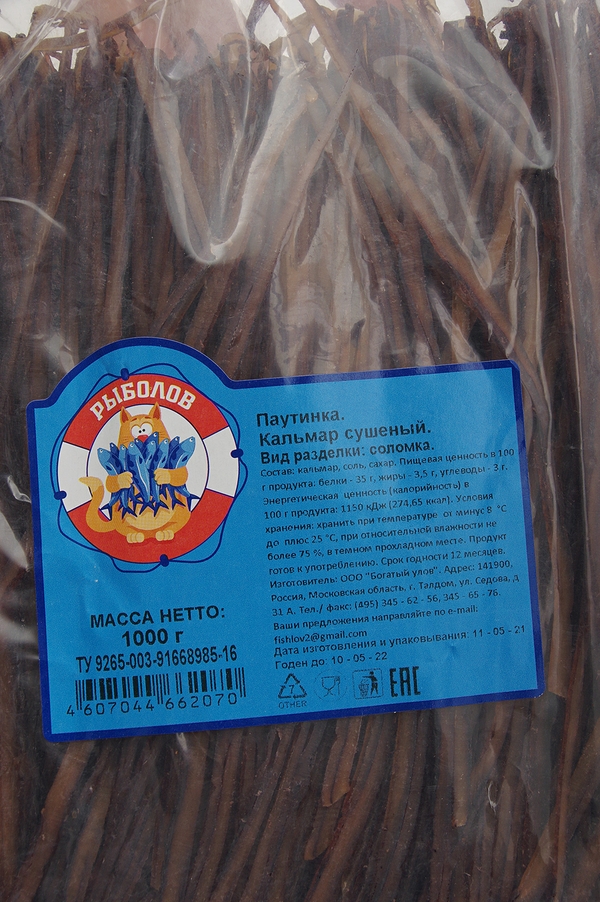 РЫБОЛОВ
Паутинка.
Кальмар сушеный.
Вид разделки: соломка.
Состав: кальмар, соль, сахар. Пищевая ценность в 100
г продукта: белки - 35 г, жиры - 3,5 г, углеводы - 3 г.
Энергетическая ценность (калорийность) в
100 г продукта: 1150 кДж (274,65 ккал). Условия
хранения: хранить при температуре от минус 8 °С
до плюс 25 °С, при относительной влажности не
более 75 %, в темном прохладном месте. Продукт
готов к употреблению. Срок годности 12 месяцев.
Изготовитель: ООО "Богатый улов". Адрес: 141900,
Россия, Московская область, г. Талдом, ул. Седова, д
31 А. Тел./ факс: (495) 345 - 62 - 56, 345 - 65 - 76.
Ваши предложения направляйте по e-mail:
fishlov2@gmail.com
Дата изготовления и упаковывания: 11 - 05 - 21
Годен до: 10 - 05 - 22
МАССА НЕТТО:
1000 г
ТУ 9265-003-91668985-16
4 607044 662070
7
OTHER
EAC